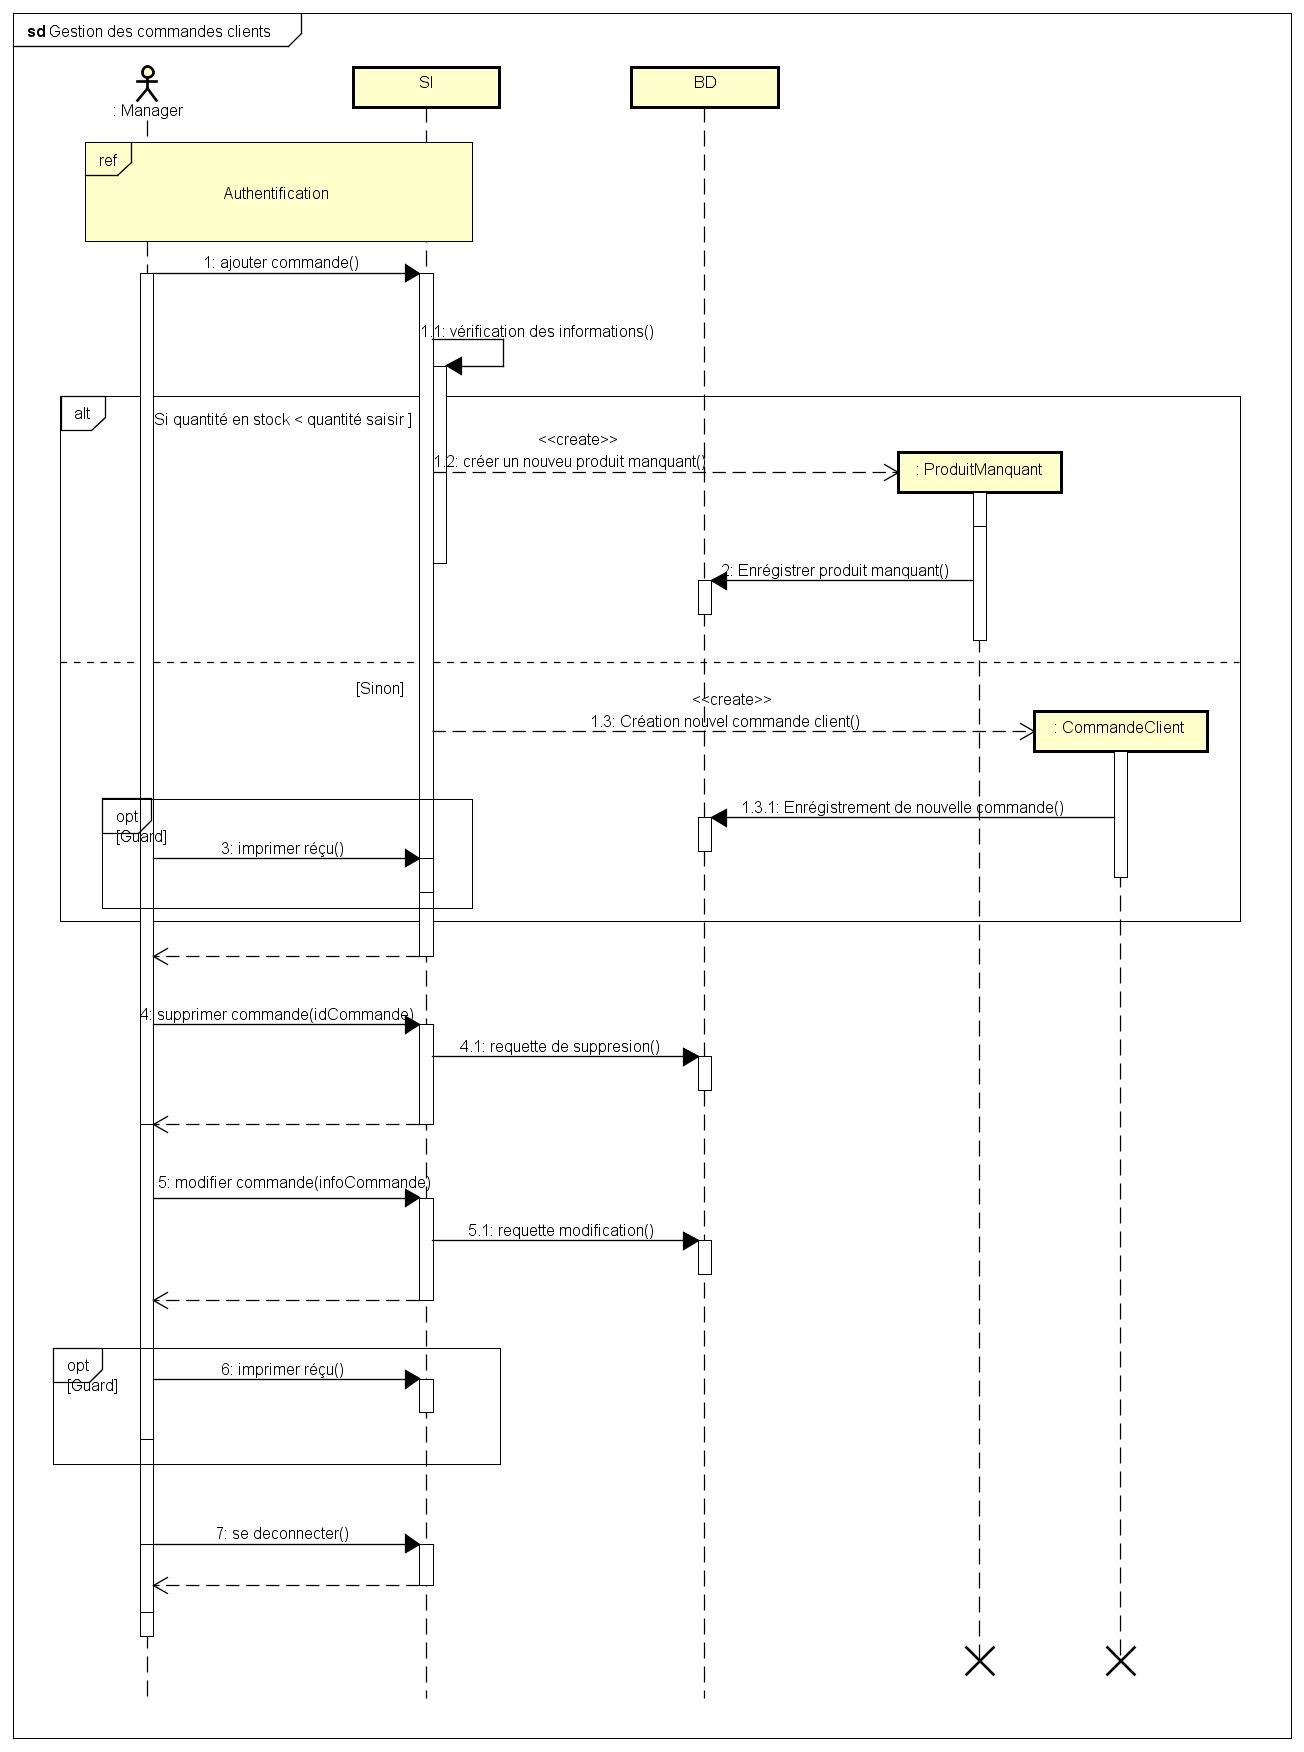 sd Gestion des commandes clients
: Manager
SI
BD
ref
Authentification
1: ajouter commande()
1.1: vérification des informations()
alt
Si quantité en stock < quantité saisir ]
<<create>>
1.2: créer un nouveu produit manquant()
: ProduitManquant
2: Enrégistrer produit manquant()
[Sinon]
<<create>>
1.3: Création nouvel commande client()
: CommandeClient
1.3.1: Enrégistrement de nouvelle commande()
opt
[Guard]
3: imprimer réçu()
4: supprimer commande(idCommande)
4.1: requette de suppresion()
5: modifier commande(infoCommande)
5.1: requette modification()
opt
[Guard]
6: imprimer réçu()
7: se deconnecter()